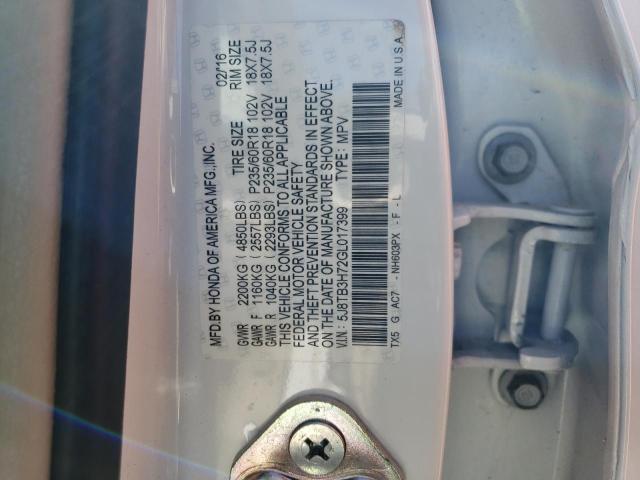 MFD.BY HONDA OF AMERICA MFG.,INC. 02/16
TIRE SIZE RIM SIZE
GVWR 2200KG ( 4850LBS)
GAWR F 1160KG ( 2557LBS) P235/60R18 102V 18X7.5J
GAWR R 1040KG ( 2293LBS) P235/60R18 102V 18X7.5J
THIS VEHICLE CONFORMS TO ALL APPLICABLE
FEDERAL MOTOR VEHICLE SAFETY
AND THEFT PREVENTION STANDARDS IN EFFECT
ON THE DATE OF MANUFACTURE SHOWN ABOVE.
V.I.N.: 5J8TB3H72GL017399 TYPE: MPV
TX5 G AC7 - NH603PX - F - L MADE IN U.S.A.